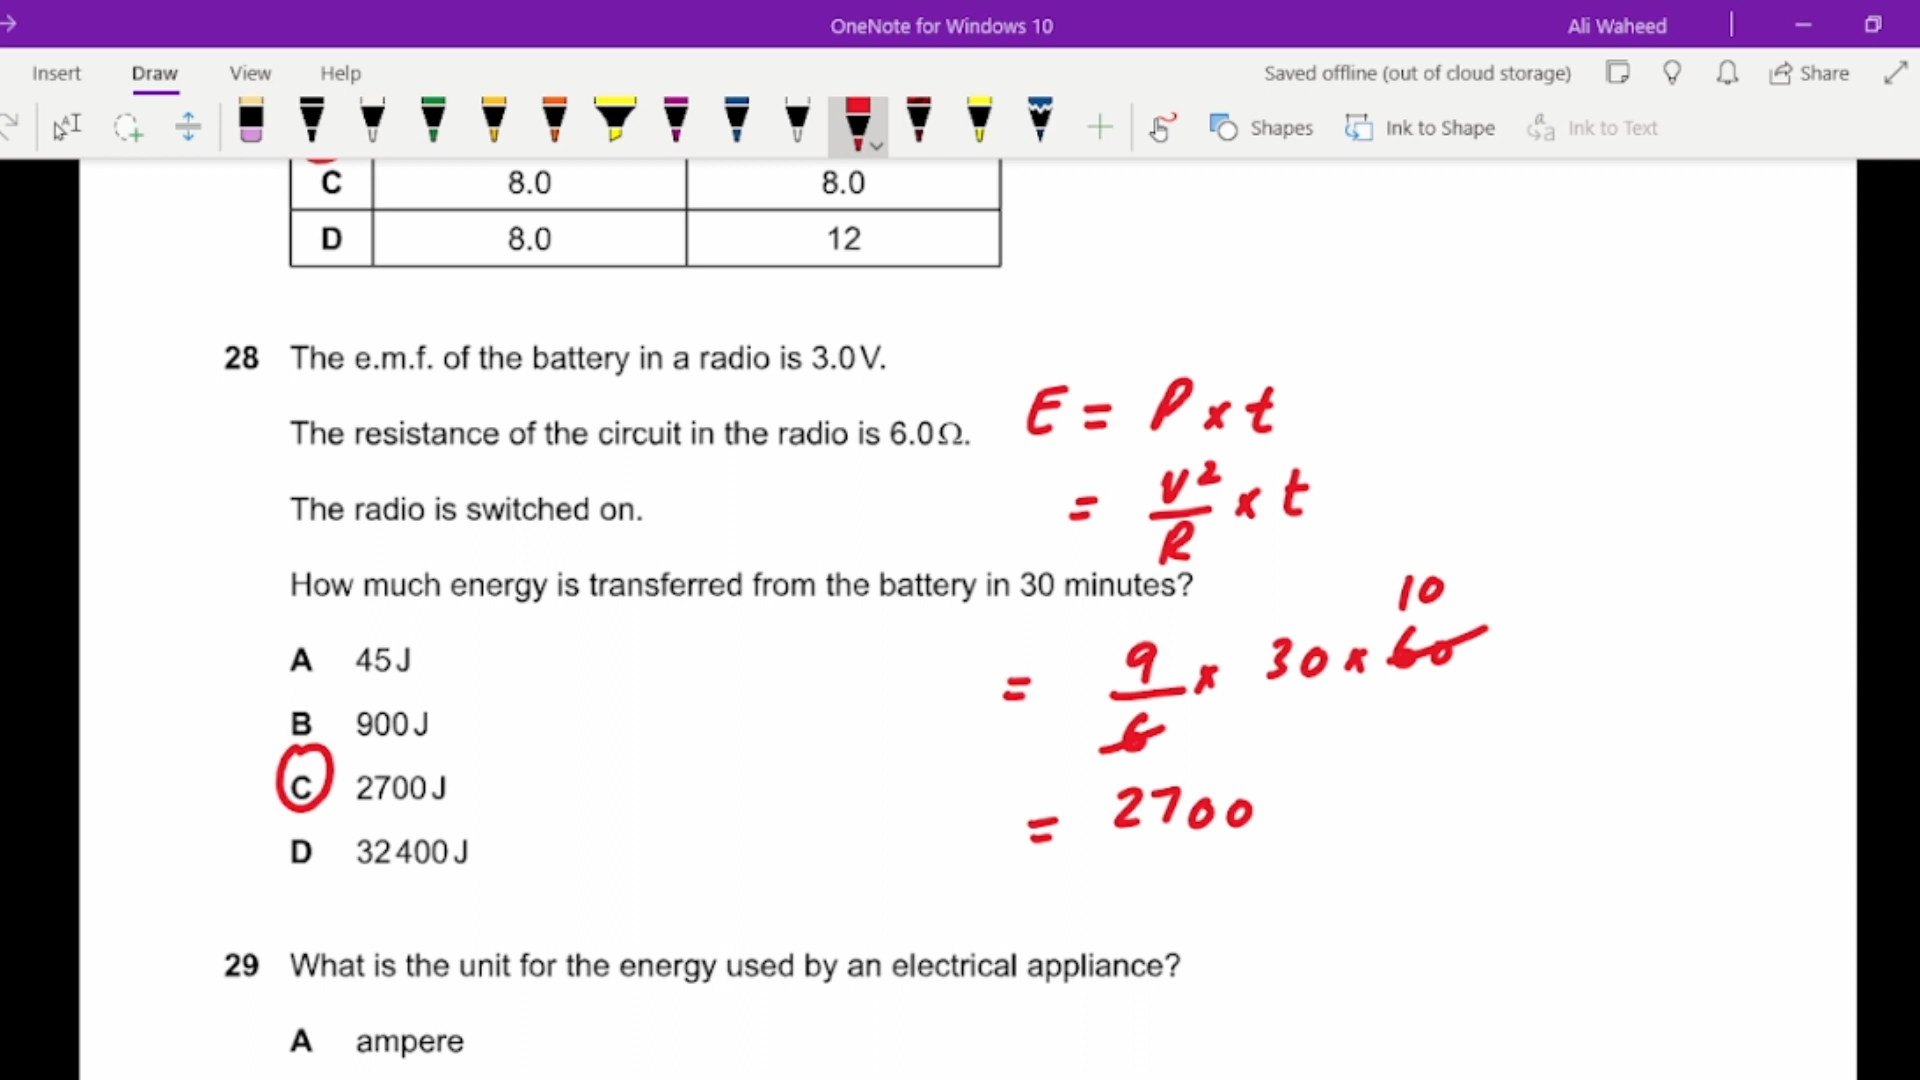 OneNote for Windows 10
Ali Waheed
Insert Draw View Help
Saved offline (out of cloud storage)
Share
Shapes
Ink to Shape
Ink to Text
C 8.0 8.0
D 8.0 12
28 The e.m.f. of the battery in a radio is 3.0 V.
The resistance of the circuit in the radio is 6.0 Ω.
The radio is switched on.
How much energy is transferred from the battery in 30 minutes?
A 45 J
B 900 J
C 2700 J
D 32 400 J
E = P x t
= V²/R x t
10
= 9/6 x 30 x 60
= 2700
29 What is the unit for the energy used by an electrical appliance?
A ampere